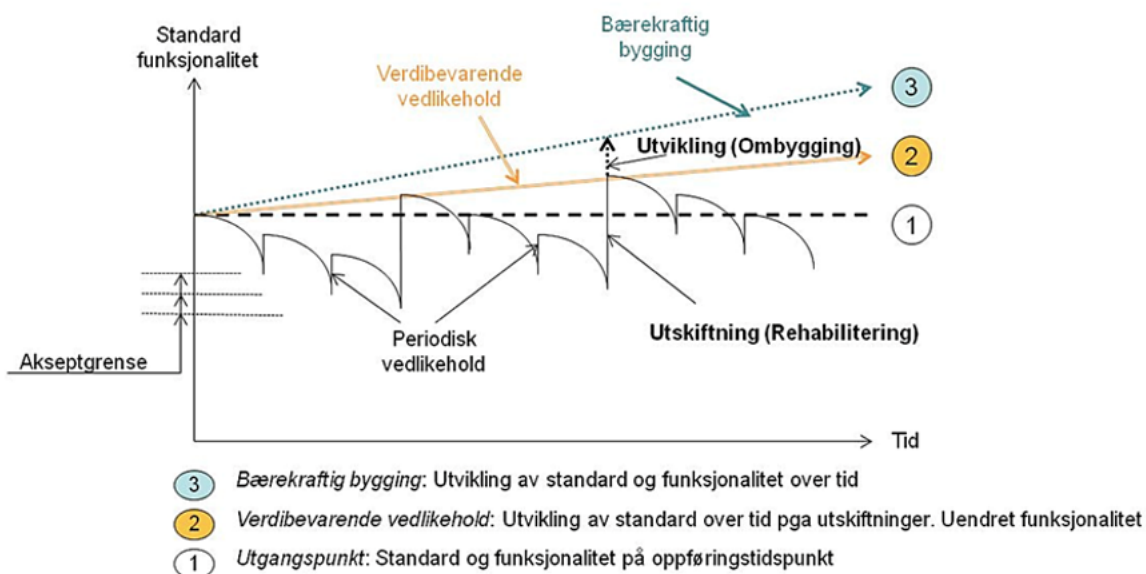 Bærekraftig
bygging
Standard
funksjonalitet
Verdibevarende
vedlikehold
3
Utvikling (Ombygging)
2
1
Periodisk
vedlikehold
Utskiftning (Rehabilitering)
Akseptgrense
Tid
3 Bærekraftig bygging: Utvikling av standard og funksjonalitet over tid
2 Verdibevarende vedlikehold: Utvikling av standard over tid pga utskiftninger. Uendret funksjonalitet
1 Utgangspunkt: Standard og funksjonalitet på oppføringstidspunkt